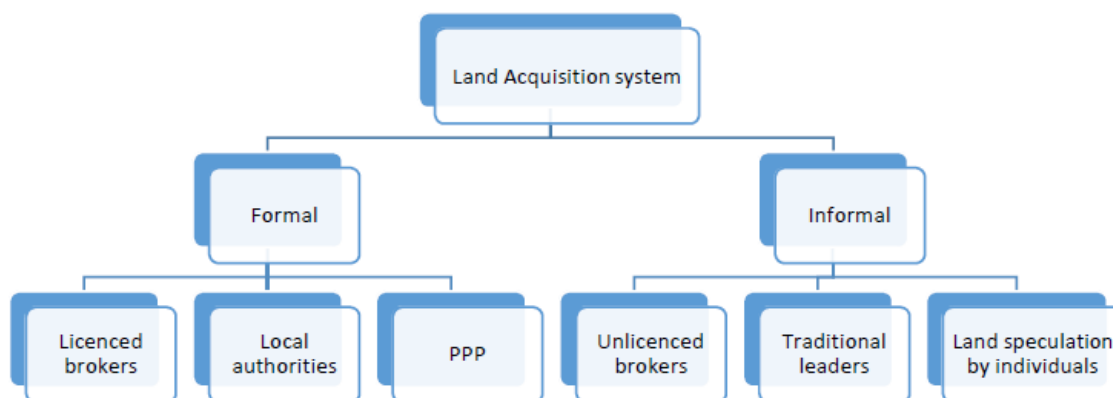 Land Acquisition system
Formal
Informal
Licenced
brokers
Local
authorities
PPP
Unlicenced
brokers
Traditional
leaders
Land speculation
by individuals